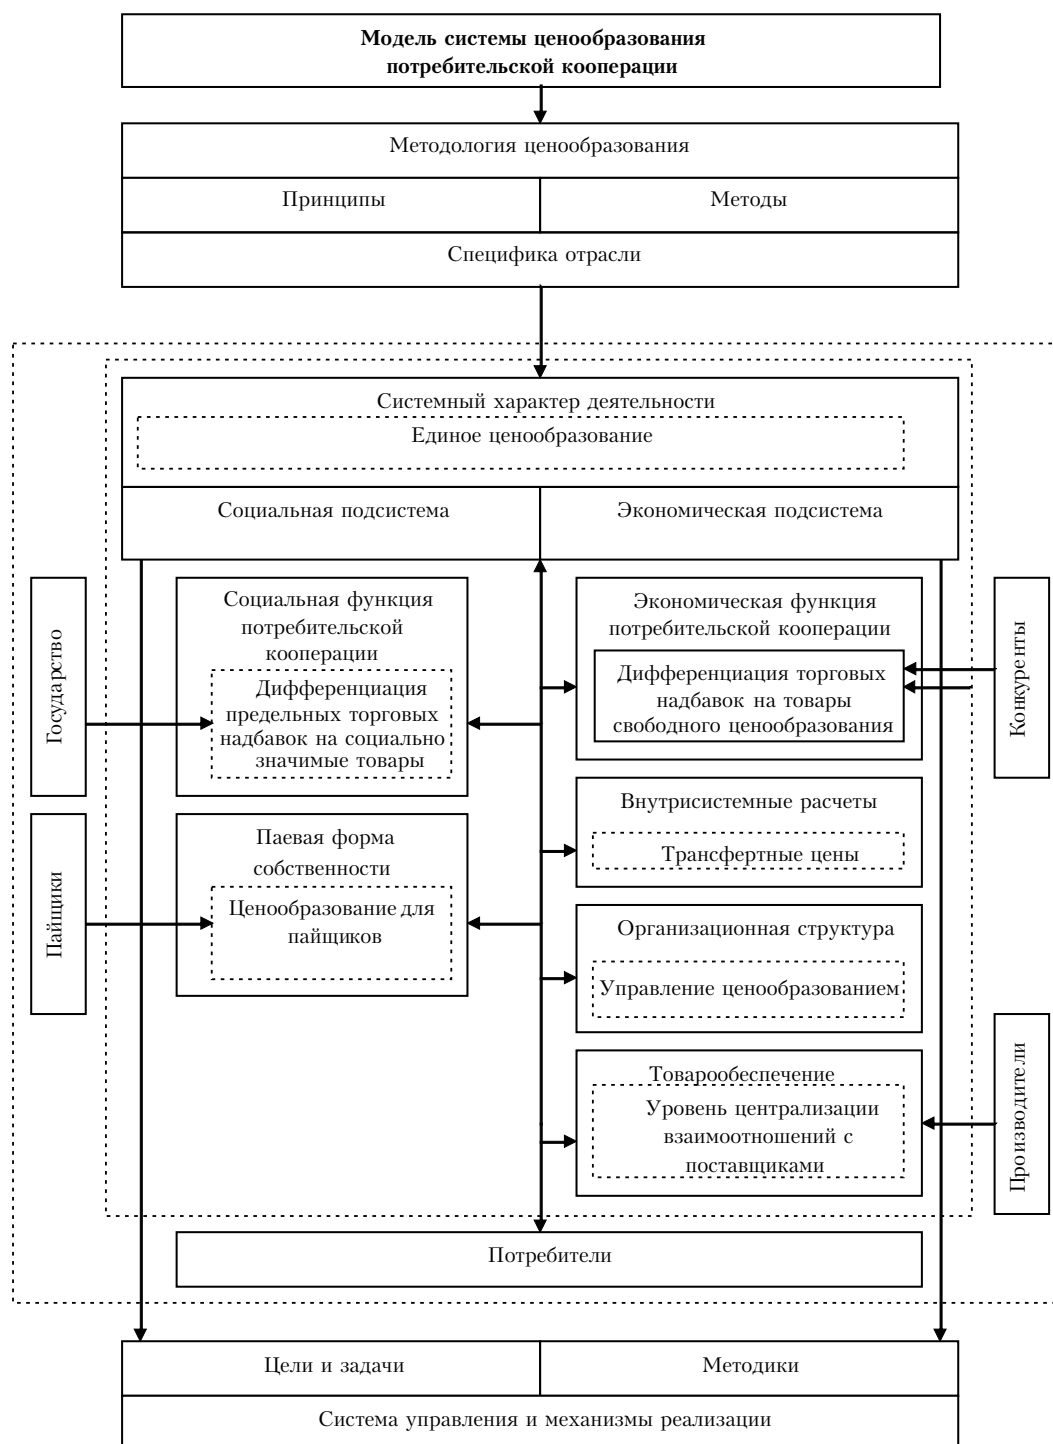 Модель системы ценообразования
потребительской кооперации
Методология ценообразования
Принципы
Методы
Специфика отрасли
Системный характер деятельности
Единое ценообразование
Социальная подсистема
Экономическая подсистема
Государство
Социальная функция
потребительской
кооперации
Дифференциация
предельных торговых
надбавок на социально
значимые товары
Пайщики
Паевая форма
собственности
Ценообразование для
пайщиков
Экономическая функция
потребительской кооперации
Дифференциация торговых
надбавок на товары
свободного ценообразования
Конкуренты
Внутрисистемные расчеты
Трансфертные цены
Организационная структура
Управление ценообразованием
Товарообеспечение
Уровень централизации
взаимоотношений с
поставщиками
Производители
Потребители
Цели и задачи
Методики
Система управления и механизмы реализации